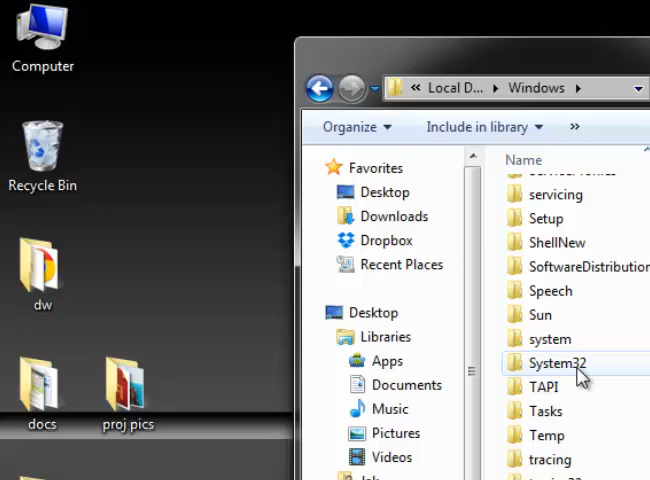 Computer
Recycle Bin
dw
docs
proj pics
« Local D... Windows
Organize
Include in library
»
Favorites
Desktop
Downloads
Dropbox
Recent Places
Desktop
Libraries
Apps
Documents
Music
Pictures
Videos
Name
servicing
Setup
ShellNew
SoftwareDistribution
Speech
Sun
system
System32
TAPI
Tasks
Temp
tracing